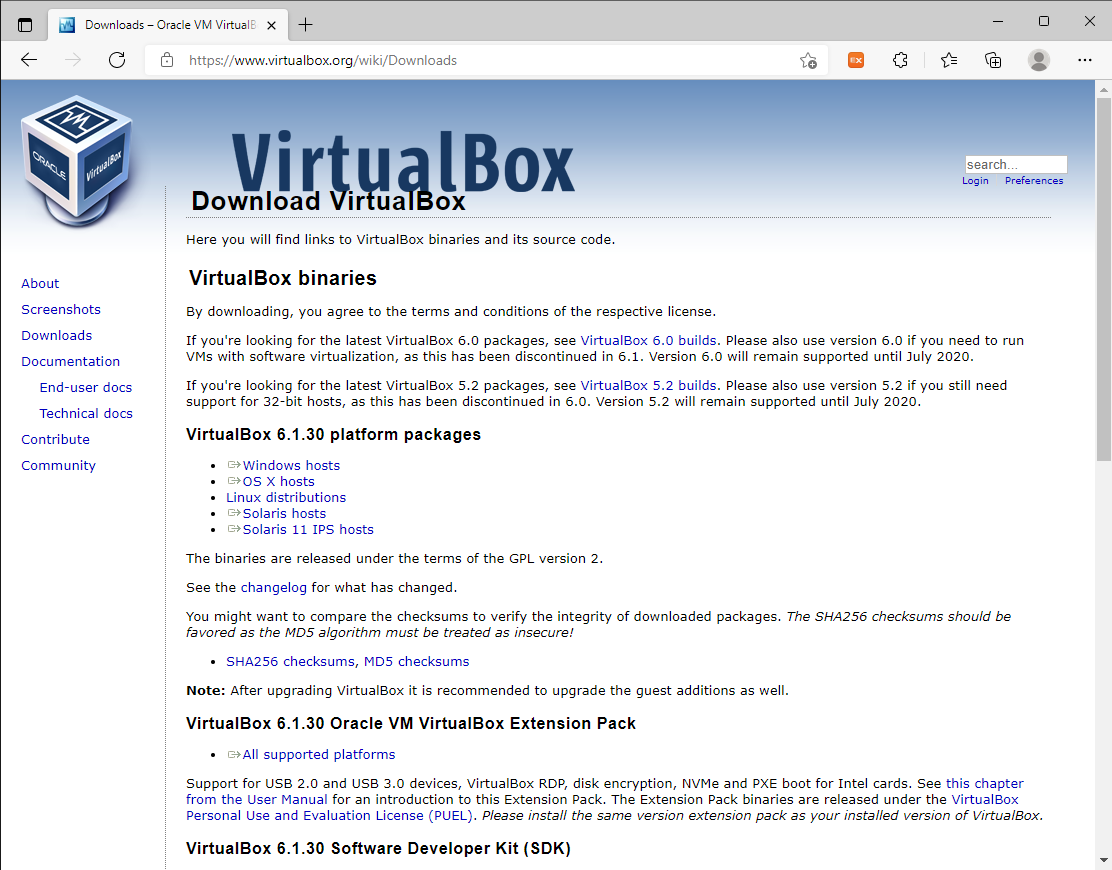 Downloads – Oracle VM VirtualB
https://www.virtualbox.org/wiki/Downloads
EX
ORACLE
VirtualBox
VirtualBox
search...
Login Preferences
Download VirtualBox
Here you will find links to VirtualBox binaries and its source code.
About
Screenshots
Downloads
Documentation
End-user docs
Technical docs
Contribute
Community
VirtualBox binaries
By downloading, you agree to the terms and conditions of the respective license.
If you're looking for the latest VirtualBox 6.0 packages, see VirtualBox 6.0 builds. Please also use version 6.0 if you need to run
VMs with software virtualization, as this has been discontinued in 6.1. Version 6.0 will remain supported until July 2020.
If you're looking for the latest VirtualBox 5.2 packages, see VirtualBox 5.2 builds. Please also use version 5.2 if you still need
support for 32-bit hosts, as this has been discontinued in 6.0. Version 5.2 will remain supported until July 2020.
VirtualBox 6.1.30 platform packages
Windows hosts
OS X hosts
Linux distributions
Solaris hosts
Solaris 11 IPS hosts
The binaries are released under the terms of the GPL version 2.
See the changelog for what has changed.
You might want to compare the checksums to verify the integrity of downloaded packages. The SHA256 checksums should be
favored as the MD5 algorithm must be treated as insecure!
SHA256 checksums, MD5 checksums
Note: After upgrading VirtualBox it is recommended to upgrade the guest additions as well.
VirtualBox 6.1.30 Oracle VM VirtualBox Extension Pack
All supported platforms
Support for USB 2.0 and USB 3.0 devices, VirtualBox RDP, disk encryption, NVMe and PXE boot for Intel cards. See this chapter
from the User Manual for an introduction to this Extension Pack. The Extension Pack binaries are released under the VirtualBox
Personal Use and Evaluation License (PUEL). Please install the same version extension pack as your installed version of VirtualBox.
VirtualBox 6.1.30 Software Developer Kit (SDK)